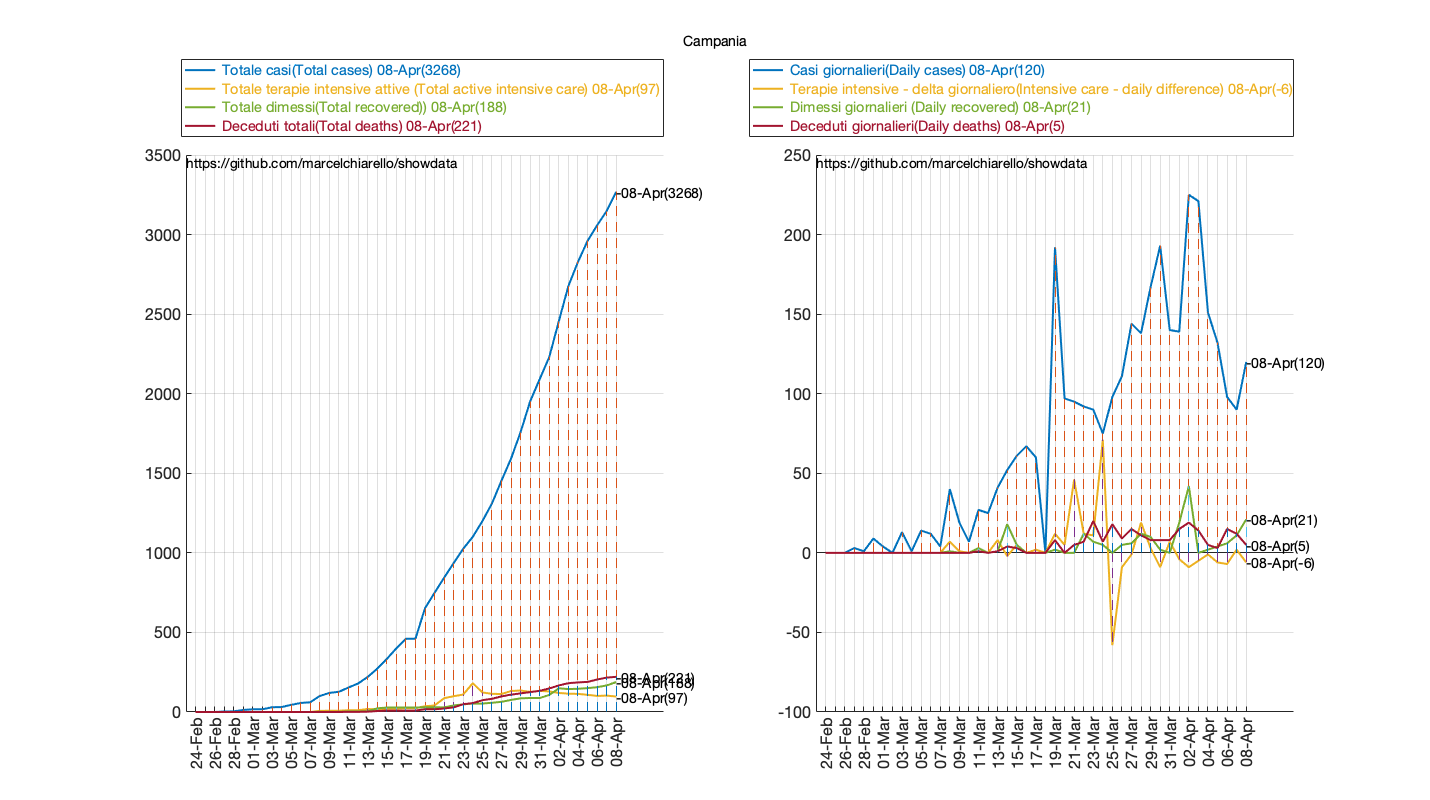 Campania
Totale casi(Total cases) 08-Apr(3268)
Totale terapie intensive attive (Total active intensive care) 08-Apr(97)
Totale dimessi(Total recovered)) 08-Apr(188)
Deceduti totali(Total deaths) 08-Apr(221)
https://github.com/marcelchiarello/showdata
3500
3000
2500
2000
1500
1000
500
0
08-Apr(3268)
08-Apr(221)
08-Apr(188)
08-Apr(97)
24-Feb
26-Feb
28-Feb
01-Mar
03-Mar
05-Mar
07-Mar
09-Mar
11-Mar
13-Mar
15-Mar
17-Mar
19-Mar
21-Mar
23-Mar
25-Mar
27-Mar
29-Mar
31-Mar
02-Apr
04-Apr
06-Apr
08-Apr
Casi giornalieri(Daily cases) 08-Apr(120)
Terapie intensive - delta giornaliero(Intensive care - daily difference) 08-Apr(-6)
Dimessi giornalieri (Daily recovered) 08-Apr(21)
Deceduti giornalieri(Daily deaths) 08-Apr(5)
https://github.com/marcelchiarello/showdata
250
200
150
100
50
0
-50
-100
08-Apr(120)
08-Apr(21)
08-Apr(5)
08-Apr(-6)
24-Feb
26-Feb
28-Feb
01-Mar
03-Mar
05-Mar
07-Mar
09-Mar
11-Mar
13-Mar
15-Mar
17-Mar
19-Mar
21-Mar
23-Mar
25-Mar
27-Mar
29-Mar
31-Mar
02-Apr
04-Apr
06-Apr
08-Apr